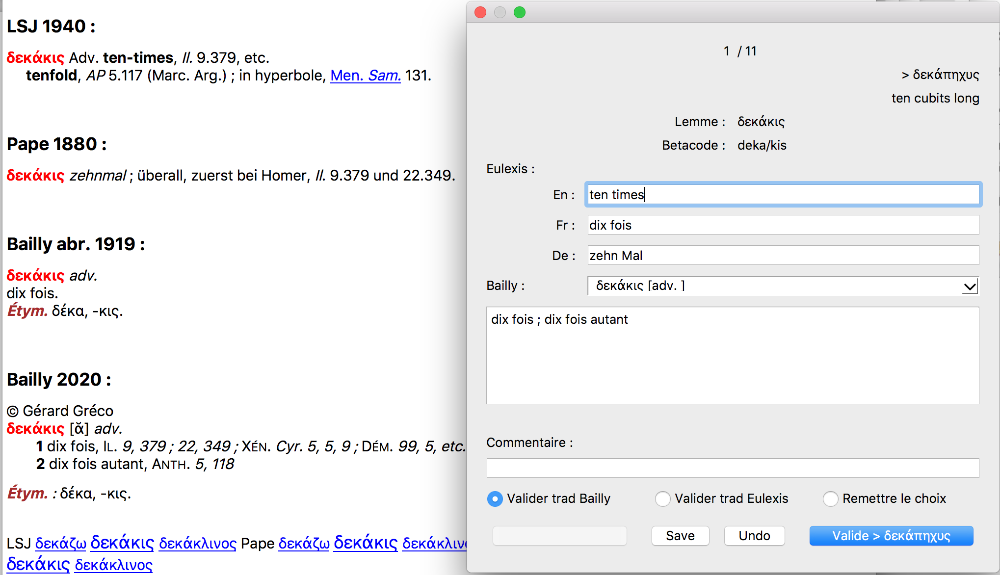 LSJ 1940 :
δεκάκις Adv. ten-times, Il. 9.379, etc.
tenfold, AP 5.117 (Marc. Arg.) ; in hyperbole, Men. Sam. 131.
Pape 1880 :
δεκάκις zehnmal ; überall, zuerst bei Homer, Il. 9.379 und 22.349.
Bailly abr. 1919 :
δεκάκις adv.
dix fois.
Étym. δέκα, -κις.
Bailly 2020 :
© Gérard Gréco
δεκάκις [ᾰ] adv.
1 dix fois, IL. 9, 379 ; 22, 349 ; XÉN. Cyr. 5, 5, 9 ; DÉM. 99, 5, etc.
2 dix fois autant, ANTH. 5, 118
Étym. : δέκα, -κις.
LSJ δεκάζω δεκάκις δεκάκλινος Pape δεκάζω δεκάκις
δεκάκις δεκάκλινος
1 / 11
> δεκάπηχυς
ten cubits long
Lemme : δεκάκις
Betacode : deka/kis
Eulexis :
En : ten times
Fr : dix fois
De : zehn Mal
Bailly : δεκάκις [adv. ]
dix fois ; dix fois autant
Commentaire :
Valider trad Bailly Valider trad Eulexis Remettre le choix
Save Undo Valide > δεκάπηχυς